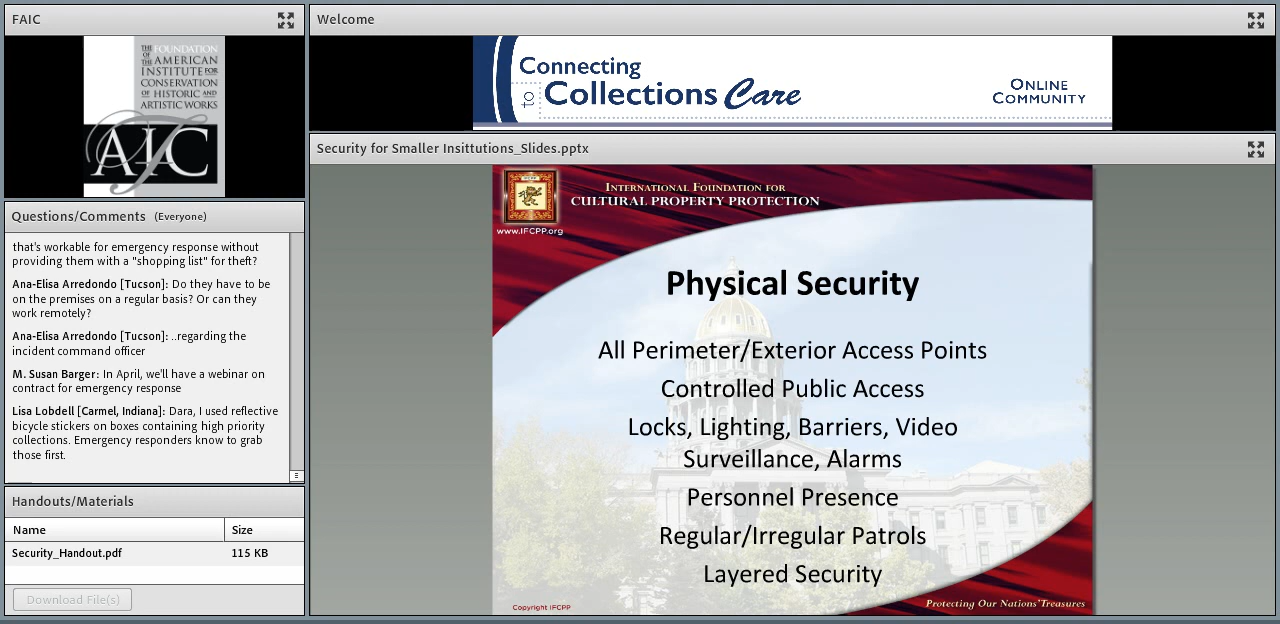 FAIC
THE FOUNDATION
OF THE AMERICAN
INSTITUTE FOR
CONSERVATION
OF HISTORIC AND
ARTISTIC WORKS
FAIC
Questions/Comments (Everyone)
that's workable for emergency response without
providing them with a "shopping list" for theft?
Ana-Elisa Arredondo [Tucson]: Do they have to be
on the premises on a regular basis? Or can they
work remotely?
Ana-Elisa Arredondo [Tucson]: ..regarding the
incident command officer
M. Susan Barger: In April, we'll have a webinar on
contract for emergency response
Lisa Lobdell [Carmel, Indiana]: Dara, I used reflective
bicycle stickers on boxes containing high priority
collections. Emergency responders know to grab
those first.
Handouts/Materials
Name Size
Security_Handout.pdf 115 KB
Download File(s)
Welcome
Connecting
to Collections Care
ONLINE
COMMUNITY
Security for Smaller Insittutions_Slides.pptx
INTERNATIONAL FOUNDATION FOR
CULTURAL PROPERTY PROTECTION
www.IFCPP.org
Physical Security
All Perimeter/Exterior Access Points
Controlled Public Access
Locks, Lighting, Barriers, Video
Surveillance, Alarms
Personnel Presence
Regular/Irregular Patrols
Layered Security
Copyright IFCPP
Protecting Our Nations' Treasures